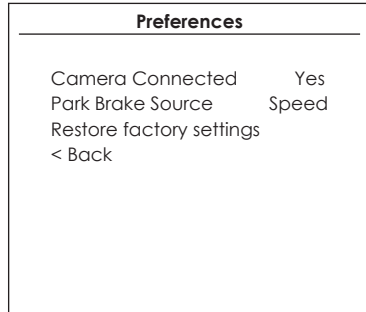 Preferences
Camera Connected Yes
Park Brake Source Speed
Restore factory settings
< Back